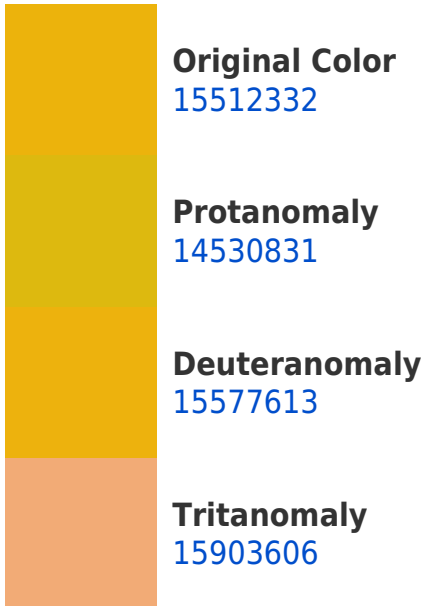 Original Color
15512332
Protanomaly
14530831
Deuteranomaly
15577613
Tritanomaly
15903606